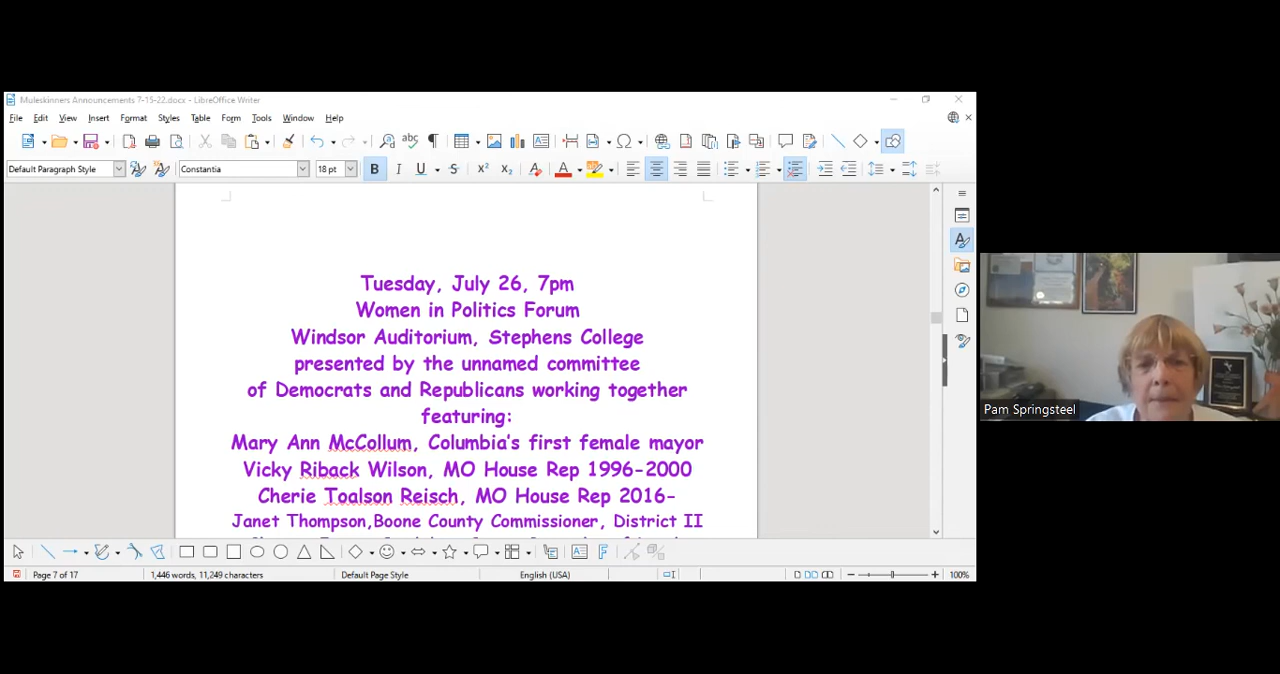 Muleskinners Announcements 7-15-22.docx - LibreOffice Writer
File Edit View Insert Format Styles Table Form Tools Window Help
Default Paragraph Style Constantia 18 pt
Tuesday, July 26, 7pm
Women in Politics Forum
Windsor Auditorium, Stephens College
presented by the unnamed committee
of Democrats and Republicans working together
featuring:
Mary Ann McCollum, Columbia's first female mayor
Vicky Riback Wilson, MO House Rep 1996-2000
Cherie Toalson Reisch, MO House Rep 2016-
Janet Thompson,Boone County Commissioner, District II
Pam Springsteel
Page 7 of 17 1,446 words, 11,249 characters Default Page Style English (USA) 100%